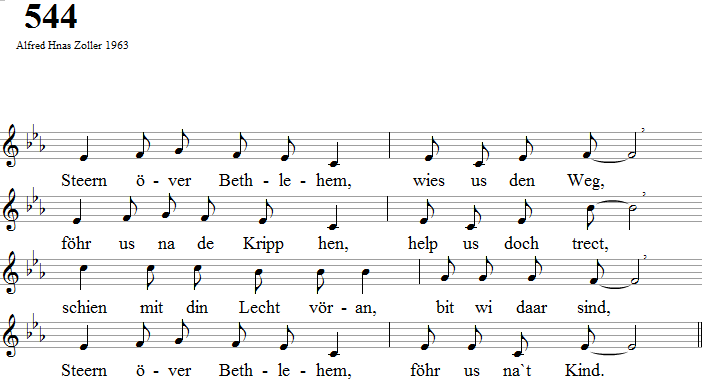 544
Alfred Hnas Zoller 1963
Steern ö - ver Beth - le - hem, wies us den Weg,
föhr us na de Kripp hen, help us doch trect,
schien mit din Lecht vör - an, bit wi daar sind,
Steern ö - ver Beth - le - hem, föhr us na`t Kind.